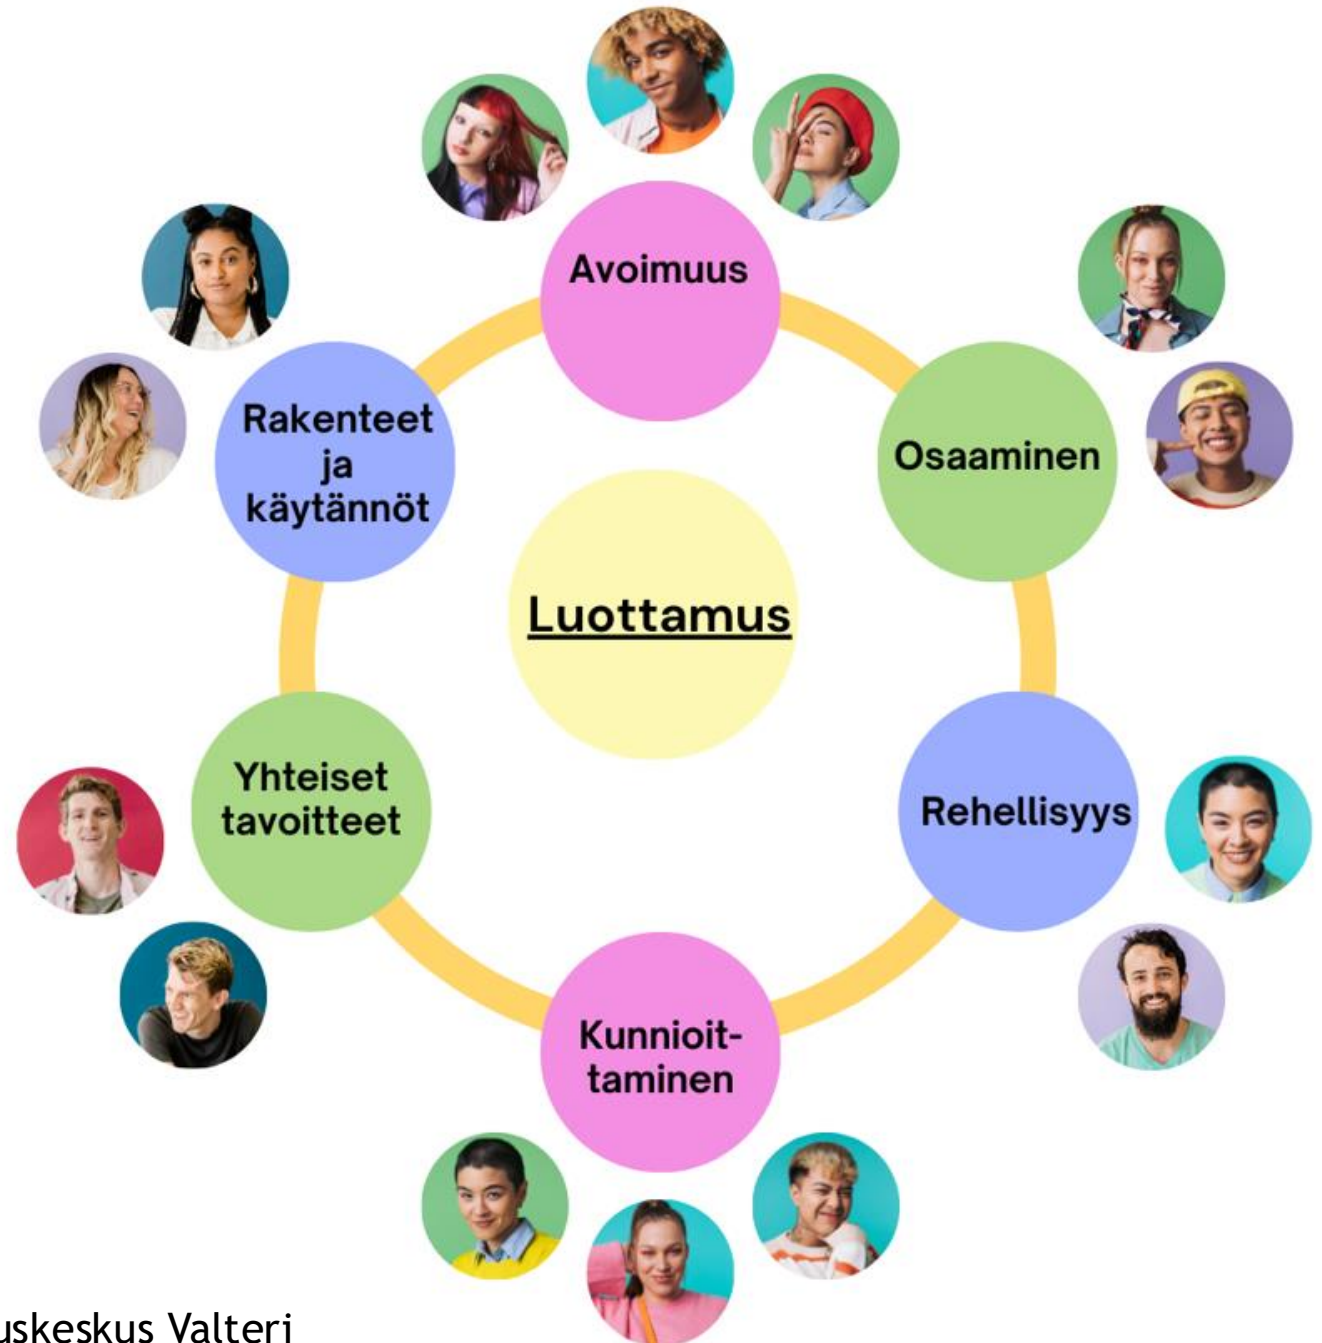 Avoimuus
Osaaminen
Rakenteet
ja
käytännöt
Luottamus
Yhteiset
tavoitteet
Rehellisyys
Kunnioit-
taminen
uskeskus Valteri